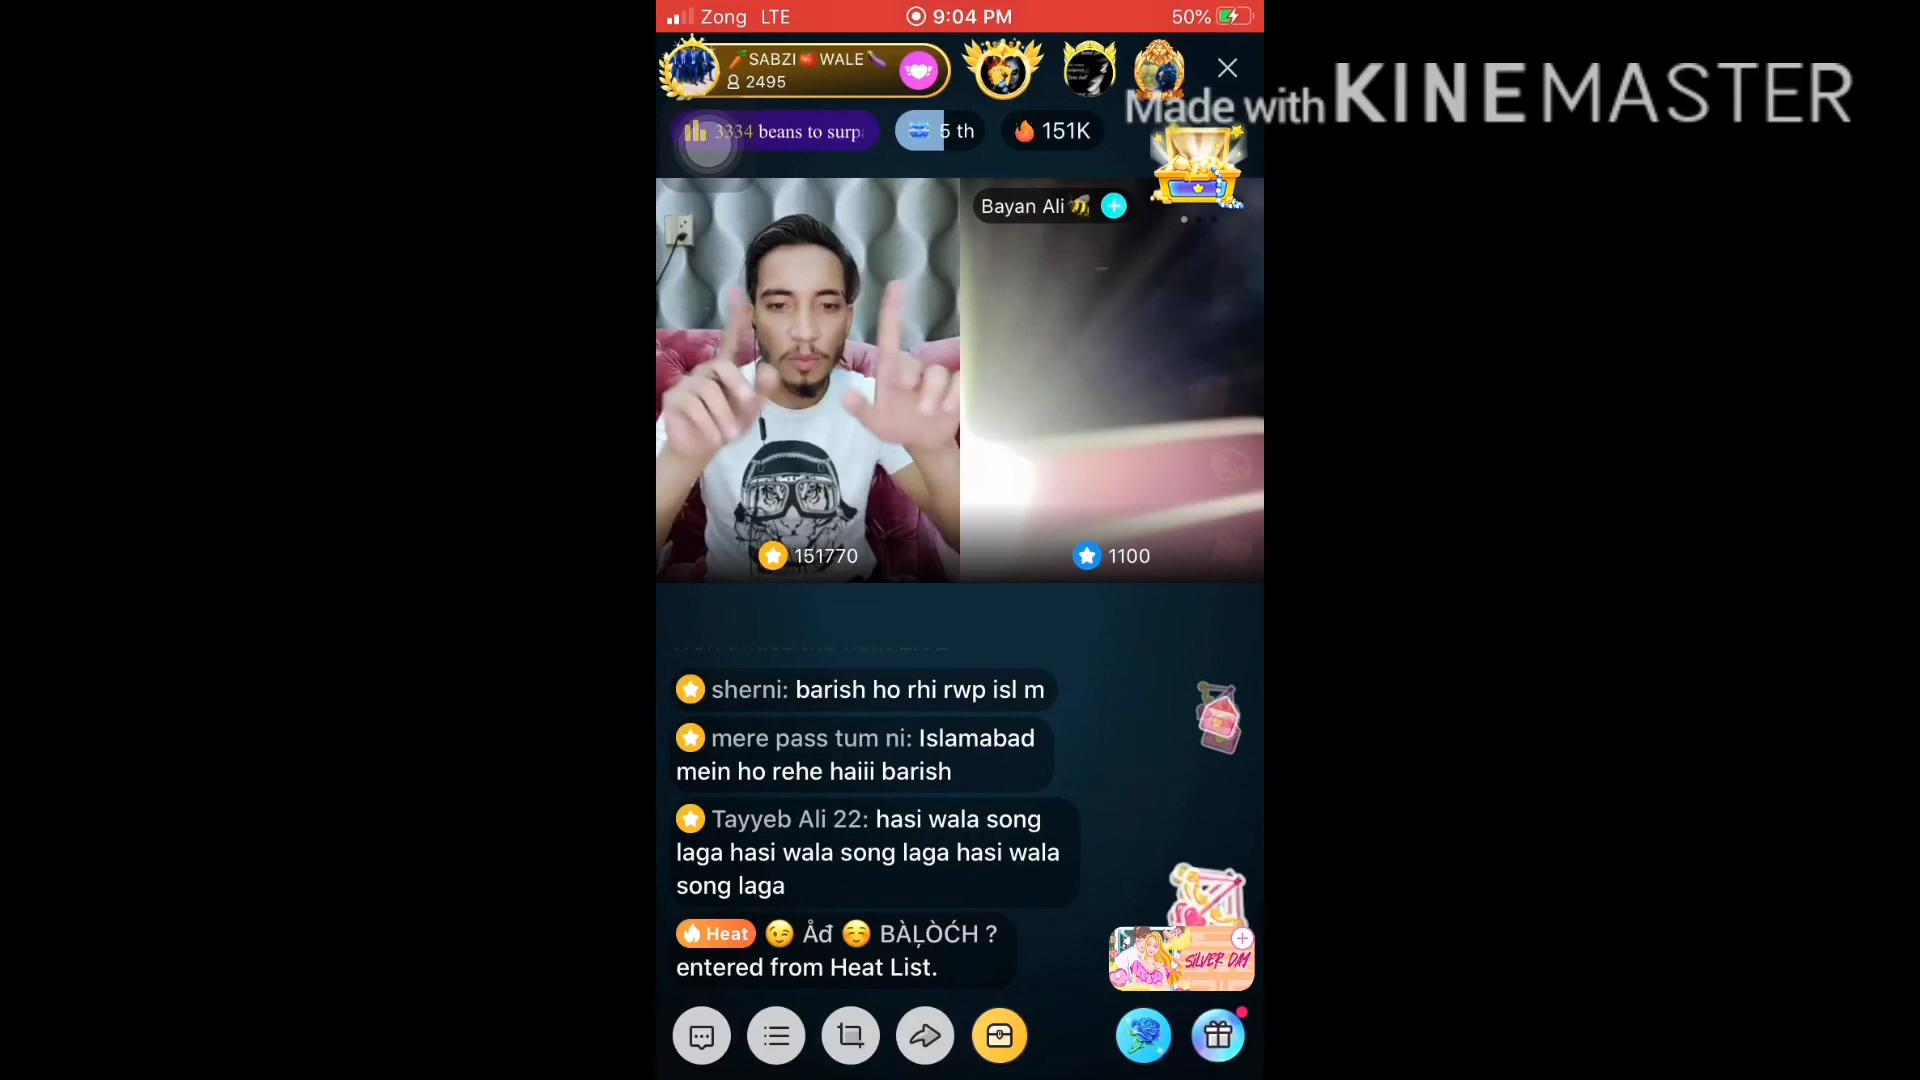 Zong LTE 9:04 PM 50%
🥕SABZI🍅WALE🍆
2495
3334 beans to surp
5 th
151K
Made with KINEMASTER
Bayan Ali🐝
151770
1100
sherni: barish ho rhi rwp isl m
mere pass tum ni: Islamabad
mein ho rehe haiii barish
Tayyeb Ali 22: hasi wala song
laga hasi wala song laga hasi wala
song laga
Heat 😉 Åđ ☺️ BÀĻÒĆH ?
entered from Heat List.
SILVER DAY